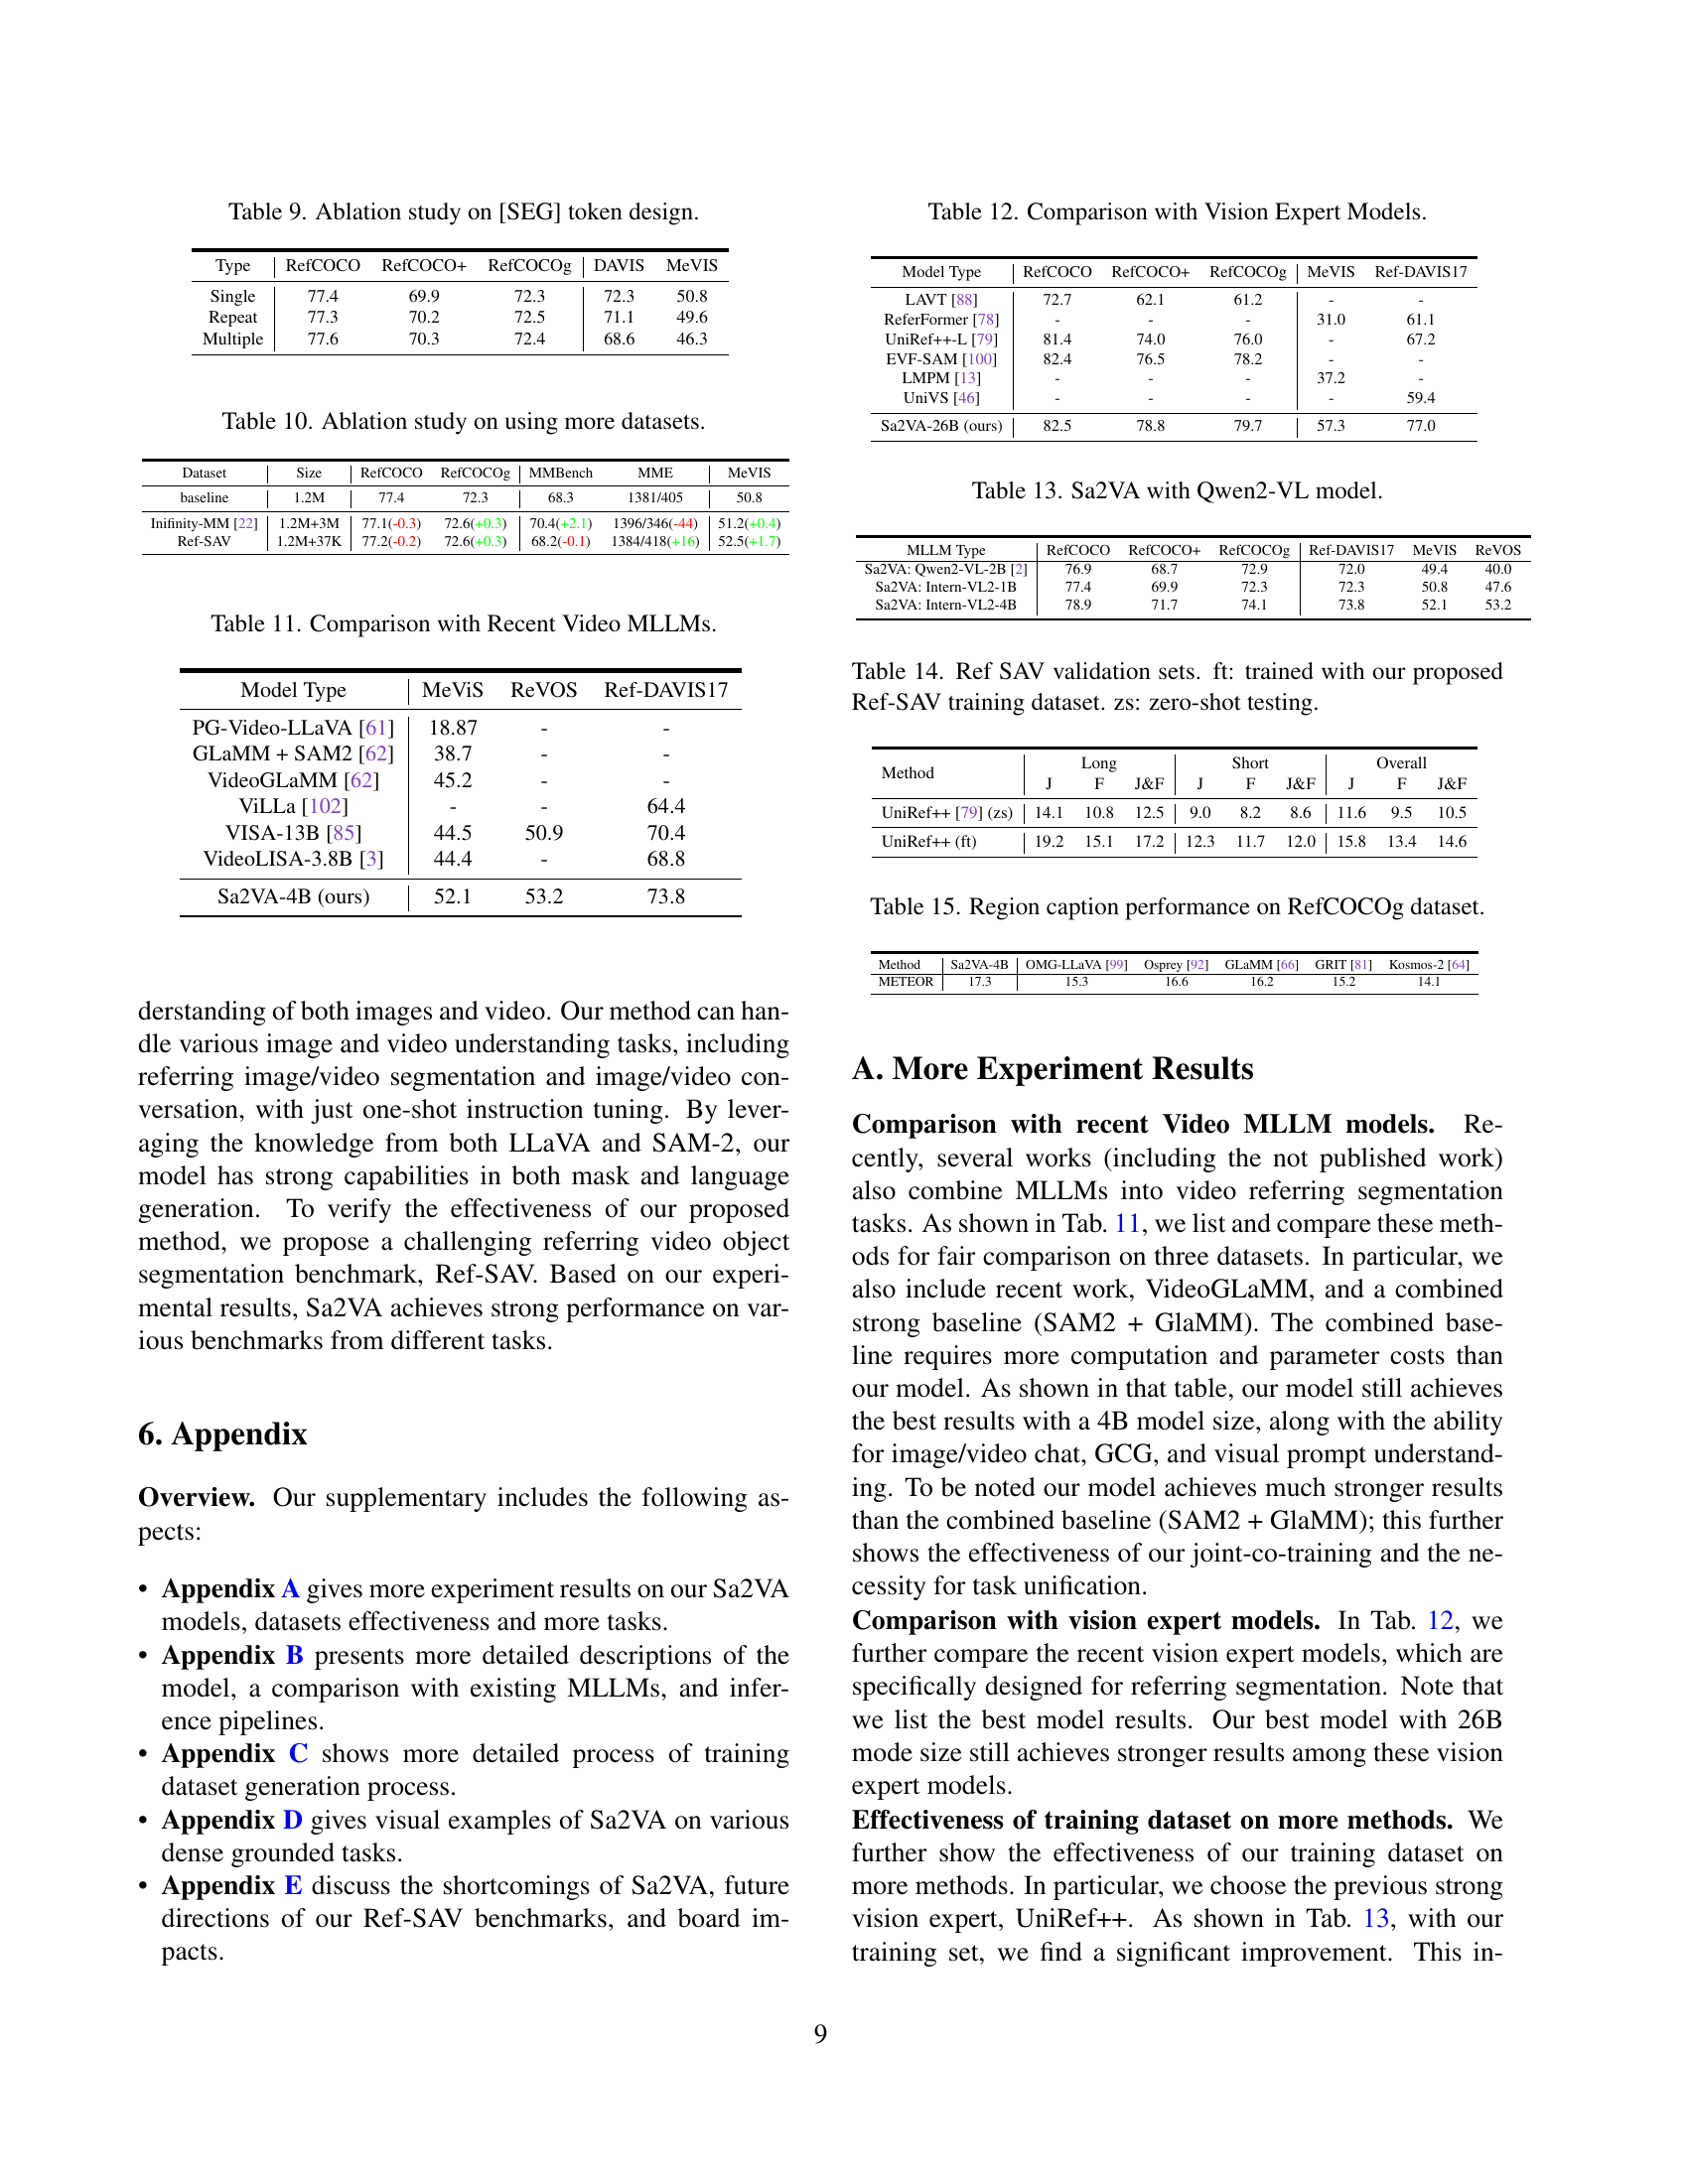 Table 9. Ablation study on [SEG] token design.
Type RefCOCO RefCOCO+ RefCOCOg DAVIS MeVIS
Single 77.4 69.9 72.3 72.3 50.8
Repeat 77.3 70.2 72.5 71.1 49.6
Multiple 77.6 70.3 72.4 68.6 46.3
Table 10. Ablation study on using more datasets.
Dataset Size RefCOCO RefCOCOg MMBench MME MeVIS
baseline 1.2M 77.4 72.3 68.3 1381/405 50.8
Inifinity-MM [22] 1.2M+3M 77.1(-0.3) 72.6(+0.3) 70.4(+2.1) 1396/346(-44) 51.2(+0.4)
Ref-SAV 1.2M+37K 77.2(-0.2) 72.6(+0.3) 68.2(-0.1) 1384/418(+16) 52.5(+1.7)
Table 11. Comparison with Recent Video MLLMs.
Model Type MeViS ReVOS Ref-DAVIS17
PG-Video-LLaVA [61] 18.87 - -
GLaMM + SAM2 [62] 38.7 - -
VideoGLaMM [62] 45.2 - -
ViLLa [102] - - 64.4
VISA-13B [85] 44.5 50.9 70.4
VideoLISA-3.8B [3] 44.4 - 68.8
Sa2VA-4B (ours) 52.1 53.2 73.8
derstanding of both images and video. Our method can han-
dle various image and video understanding tasks, including
referring image/video segmentation and image/video con-
versation, with just one-shot instruction tuning. By lever-
aging the knowledge from both LLaVA and SAM-2, our
model has strong capabilities in both mask and language
generation. To verify the effectiveness of our proposed
method, we propose a challenging referring video object
segmentation benchmark, Ref-SAV. Based on our experi-
mental results, Sa2VA achieves strong performance on var-
ious benchmarks from different tasks.
6. Appendix
Overview. Our supplementary includes the following as-
pects:
• Appendix A gives more experiment results on our Sa2VA
models, datasets effectiveness and more tasks.
• Appendix B presents more detailed descriptions of the
model, a comparison with existing MLLMs, and infer-
ence pipelines.
• Appendix C shows more detailed process of training
dataset generation process.
• Appendix D gives visual examples of Sa2VA on various
dense grounded tasks.
• Appendix E discuss the shortcomings of Sa2VA, future
directions of our Ref-SAV benchmarks, and board im-
pacts.
Table 12. Comparison with Vision Expert Models.
Model Type RefCOCO RefCOCO+ RefCOCOg MeVIS Ref-DAVIS17
LAVT [88] 72.7 62.1 61.2 - -
ReferFormer [78] - - - 31.0 61.1
UniRef++-L [79] 81.4 74.0 76.0 - 67.2
EVF-SAM [100] 82.4 76.5 78.2 - -
LMPM [13] - - - 37.2 -
UniVS [46] - - - - 59.4
Sa2VA-26B (ours) 82.5 78.8 79.7 57.3 77.0
Table 13. Sa2VA with Qwen2-VL model.
MLLM Type RefCOCO RefCOCO+ RefCOCOg Ref-DAVIS17 MeVIS ReVOS
Sa2VA: Qwen2-VL-2B [2] 76.9 68.7 72.9 72.0 49.4 40.0
Sa2VA: Intern-VL2-1B 77.4 69.9 72.3 72.3 50.8 47.6
Sa2VA: Intern-VL2-4B 78.9 71.7 74.1 73.8 52.1 53.2
Table 14. Ref SAV validation sets. ft: trained with our proposed
Ref-SAV training dataset. zs: zero-shot testing.
Method Long Short Overall
J F J&F J F J&F J F J&F
UniRef++ [79] (zs) 14.1 10.8 12.5 9.0 8.2 8.6 11.6 9.5 10.5
UniRef++ (ft) 19.2 15.1 17.2 12.3 11.7 12.0 15.8 13.4 14.6
Table 15. Region caption performance on RefCOCOg dataset.
Method Sa2VA-4B OMG-LLaVA [99] Osprey [92] GLaMM [66] GRIT [81] Kosmos-2 [64]
METEOR 17.3 15.3 16.6 16.2 15.2 14.1
A. More Experiment Results
Comparison with recent Video MLLM models. Re-
cently, several works (including the not published work)
also combine MLLMs into video referring segmentation
tasks. As shown in Tab. 11, we list and compare these meth-
ods for fair comparison on three datasets. In particular, we
also include recent work, VideoGLaMM, and a combined
strong baseline (SAM2 + GlaMM). The combined base-
line requires more computation and parameter costs than
our model. As shown in that table, our model still achieves
the best results with a 4B model size, along with the ability
for image/video chat, GCG, and visual prompt understand-
ing. To be noted our model achieves much stronger results
than the combined baseline (SAM2 + GlaMM); this further
shows the effectiveness of our joint-co-training and the ne-
cessity for task unification.
Comparison with vision expert models. In Tab. 12, we
further compare the recent vision expert models, which are
specifically designed for referring segmentation. Note that
we list the best model results. Our best model with 26B
mode size still achieves stronger results among these vision
expert models.
Effectiveness of training dataset on more methods. We
further show the effectiveness of our training dataset on
more methods. In particular, we choose the previous strong
vision expert, UniRef++. As shown in Tab. 13, with our
training set, we find a significant improvement. This in-
9